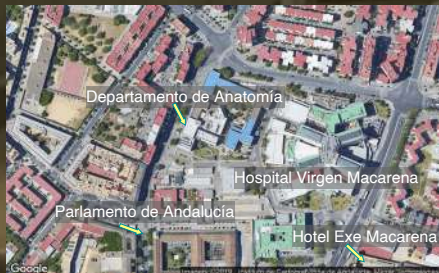 Departamento de Anatomía
Hospital Virgen Macarena
Parlamento de Andalucía
Hotel Exe Macarena
Google